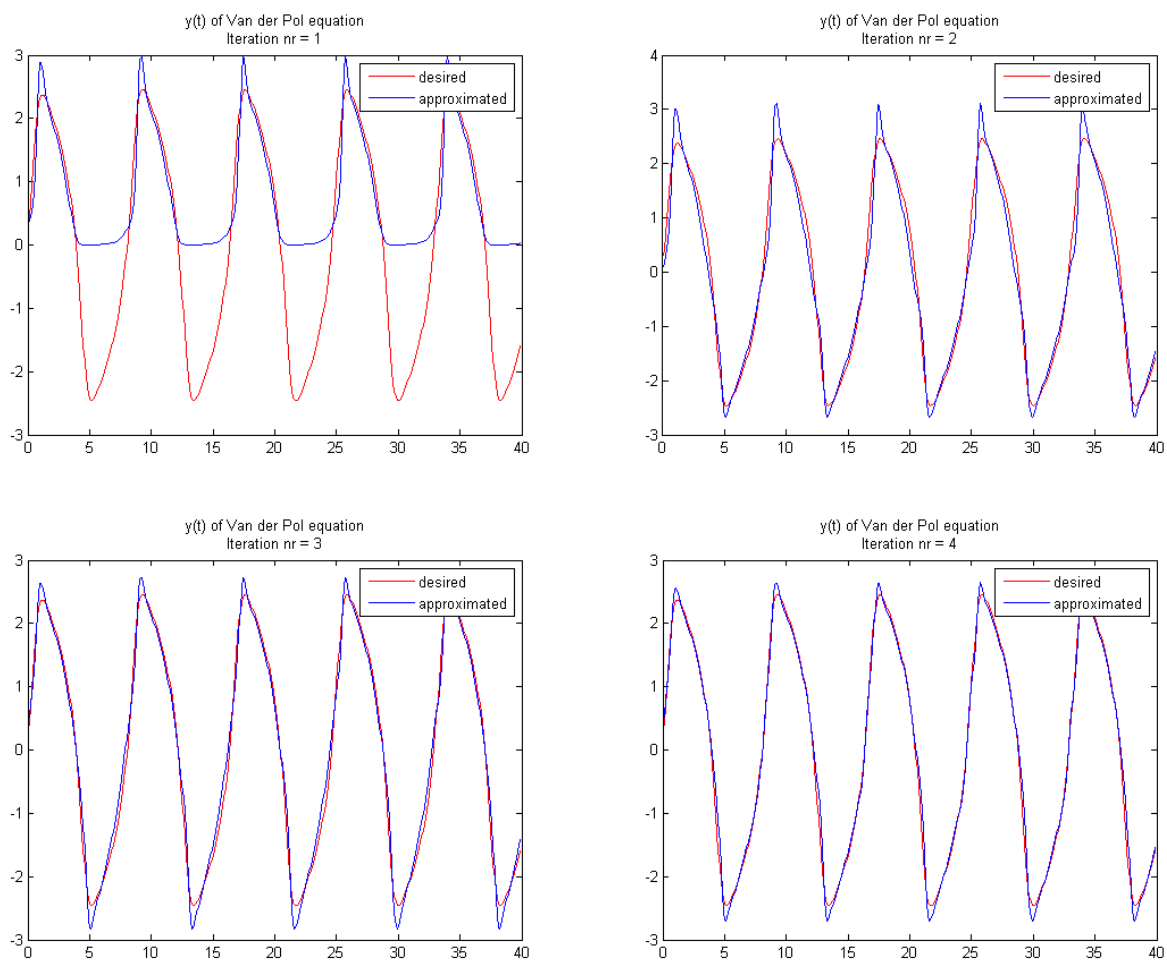 y(t) of Van der Pol equation
Iteration nr = 1
3
2
1
0
-1
-2
-3
0 5 10 15 20 25 30 35 40
desired
approximated
y(t) of Van der Pol equation
Iteration nr = 2
4
3
2
1
0
-1
-2
-3
0 5 10 15 20 25 30 35 40
desired
approximated
y(t) of Van der Pol equation
Iteration nr = 3
3
2
1
0
-1
-2
-3
0 5 10 15 20 25 30 35 40
desired
approximated
y(t) of Van der Pol equation
Iteration nr = 4
3
2
1
0
-1
-2
-3
0 5 10 15 20 25 30 35 40
desired
approximated